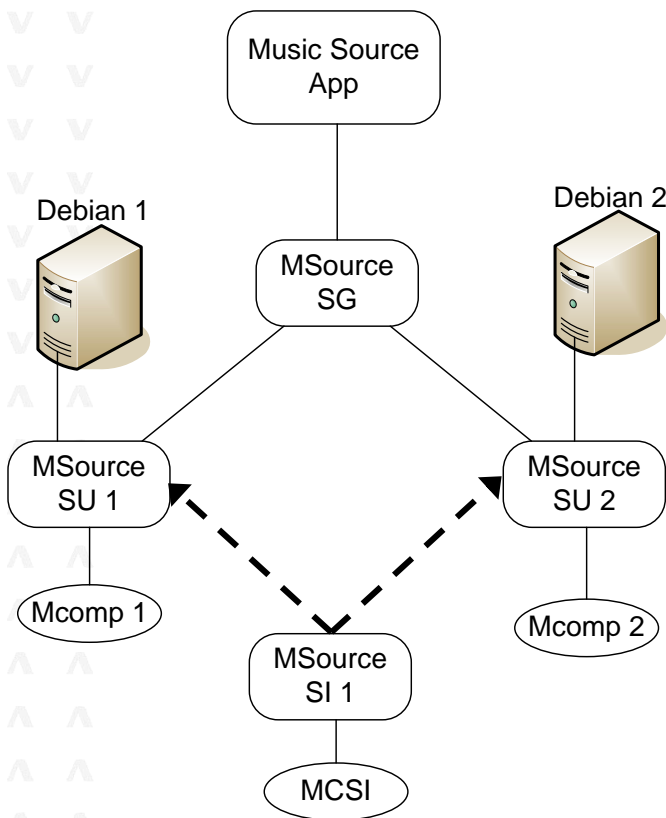 Music Source
App
Debian 1
Debian 2
MSource
SG
MSource
SU 1
MSource
SU 2
Mcomp 1
Mcomp 2
MSource
SI 1
MCSI